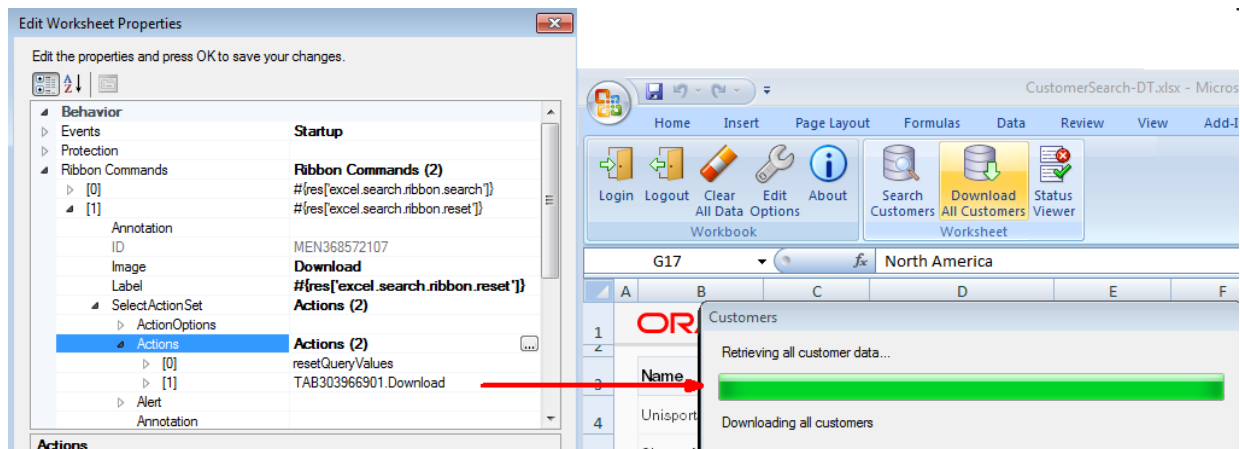 Edit Worksheet Properties
Edit the properties and press OK to save your changes.
Behavior
Events Startup
Protection
Ribbon Commands Ribbon Commands (2)
[0] #{res['excel.search.ribbon.search']}
[1] #{res['excel.search.ribbon.reset']}
Annotation
ID MEN368572107
Image Download
Label #{res['excel.search.ribbon.reset']}
SelectActionSet Actions (2)
ActionOptions
Actions Actions (2) ...
[0] resetQueryValues
[1] TAB303966901.Download
Alert
Annotation
Actions
CustomerSearch-DT.xlsx - Micros
Home Insert Page Layout Formulas Data Review View Add-I
Login Logout Clear All Data Edit Options About Search Customers Download All Customers Status Viewer
Workbook Worksheet
G17 fx North America
A B C D E F
1 ORA
2
3 Name
4 Unisport
Customers
Retrieving all customer data...
Downloading all customers